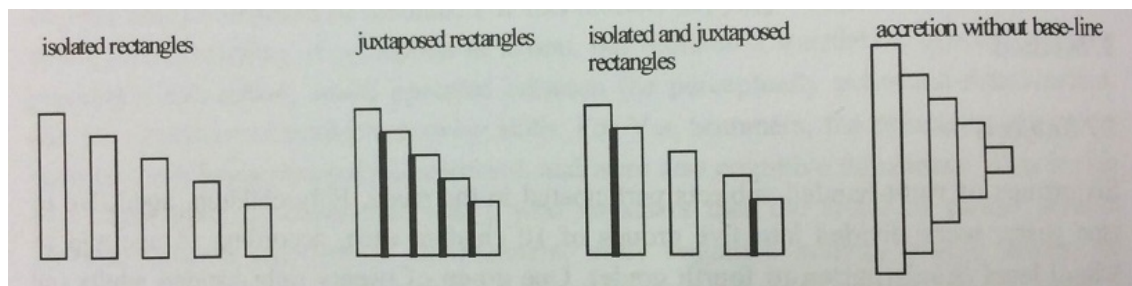 isolated rectangles
juxtaposed rectangles
isolated and juxtaposed
rectangles
accretion without base-line